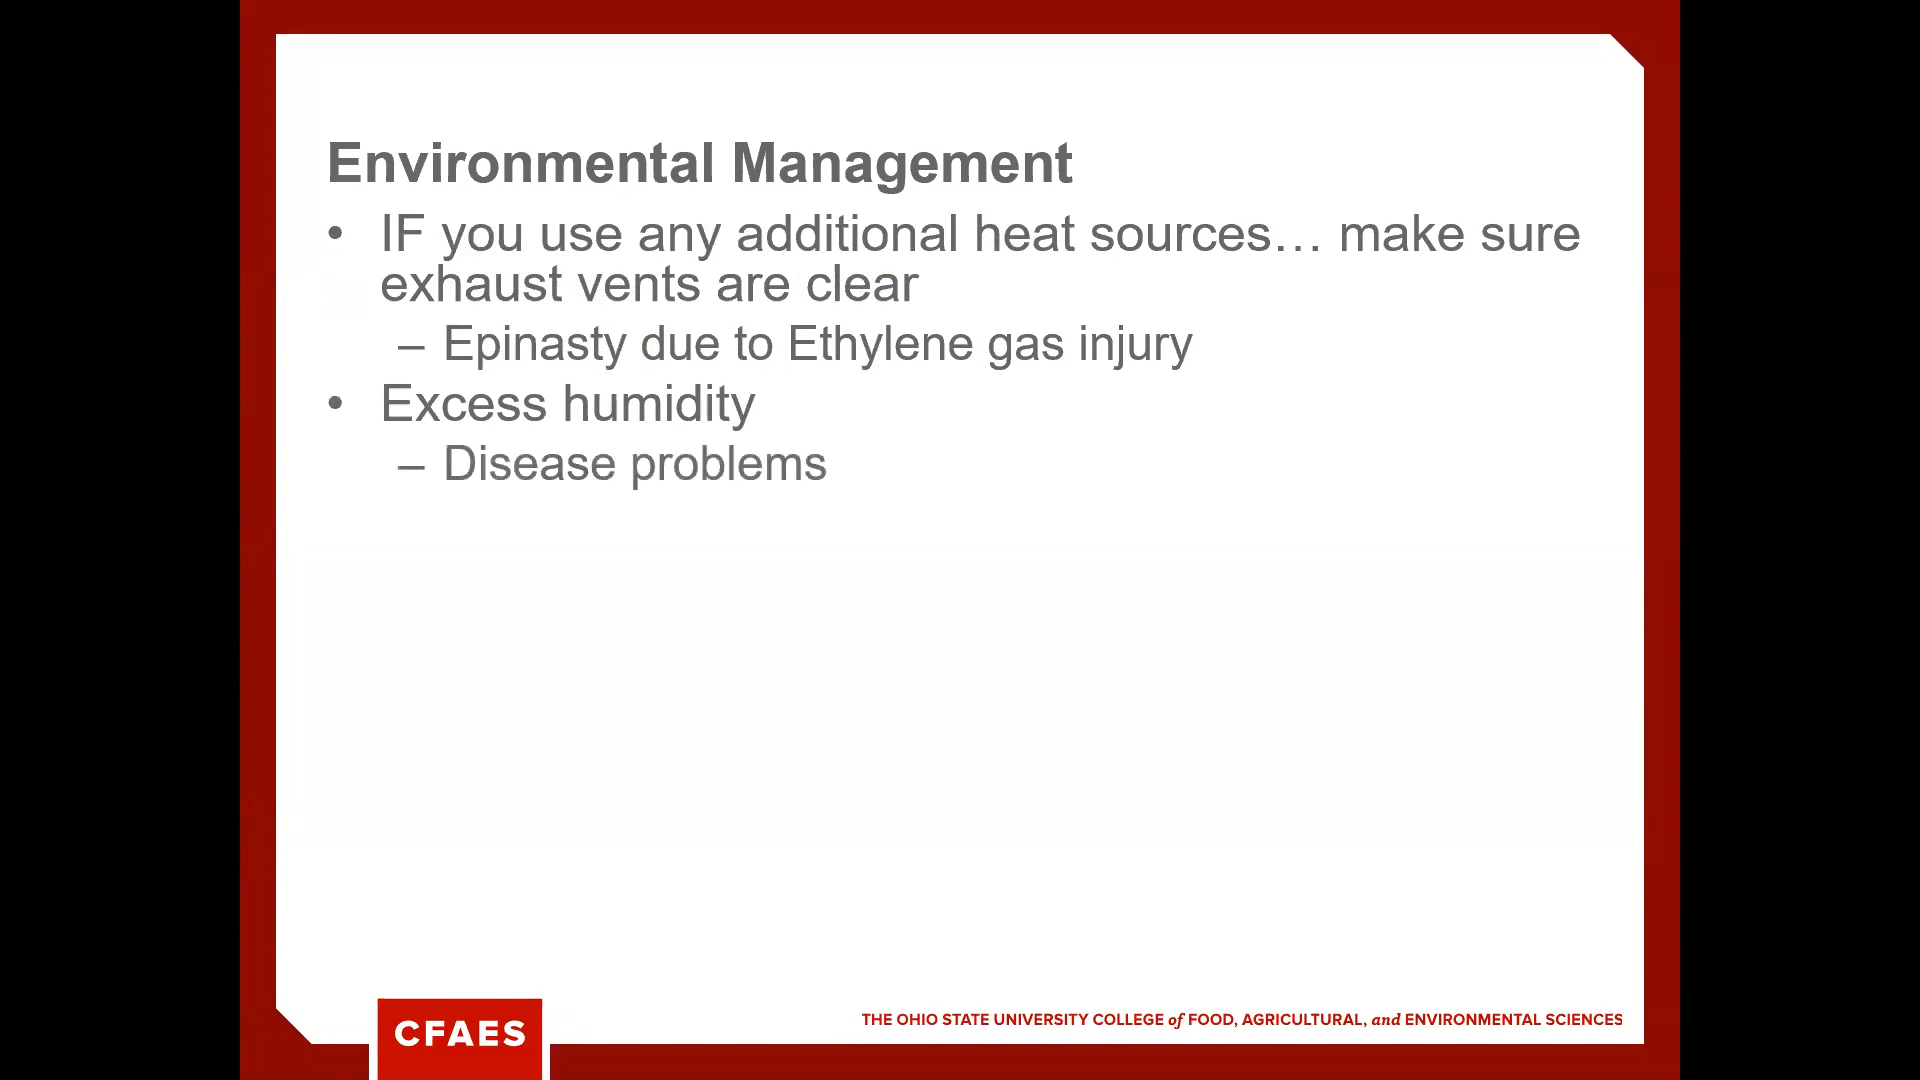 Environmental Management
• IF you use any additional heat sources… make sure
exhaust vents are clear
– Epinasty due to Ethylene gas injury
• Excess humidity
– Disease problems
CFAES
THE OHIO STATE UNIVERSITY COLLEGE of FOOD, AGRICULTURAL, and ENVIRONMENTAL SCIENCES